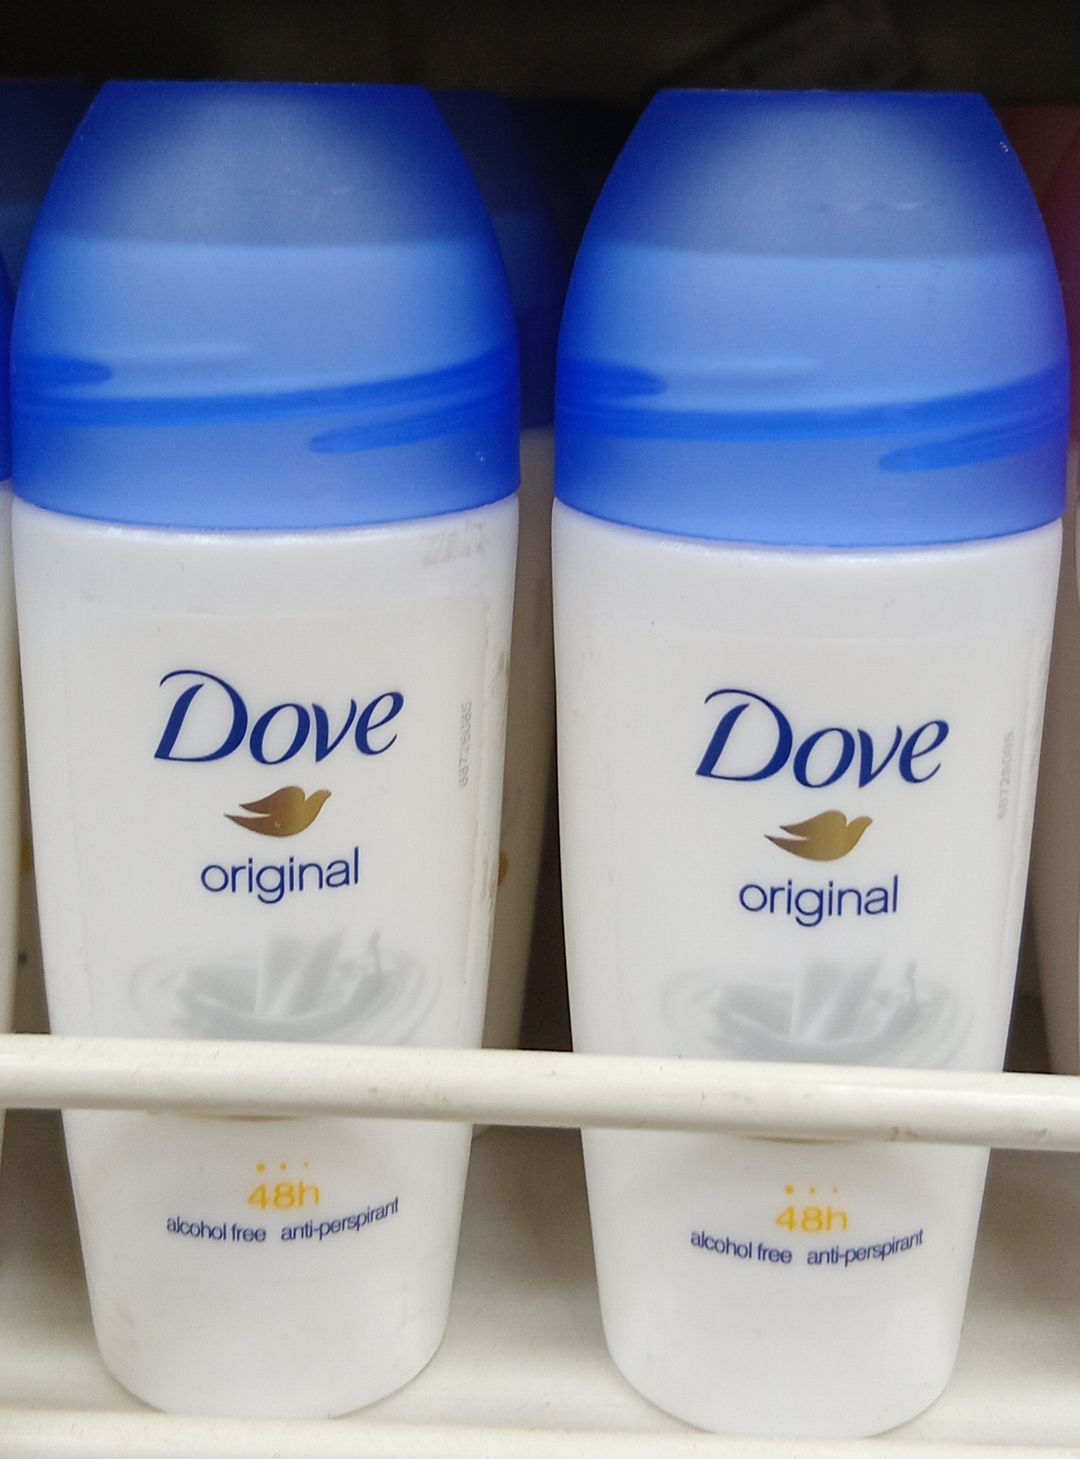 Dove
original
48h
alcohol free anti-perspirant
Dove
original
48h
alcohol free anti-perspirant